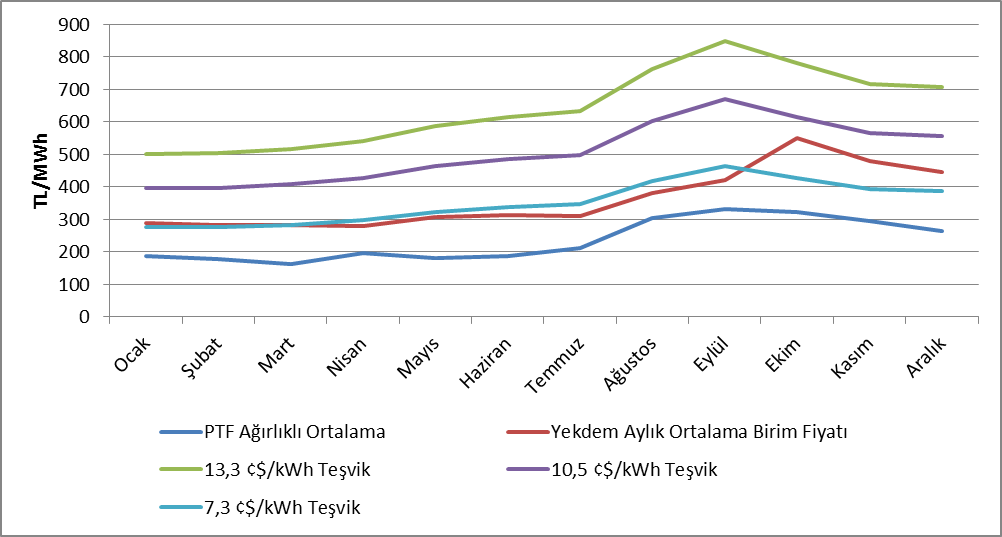 900
800
700
600
500
400
300
200
100
0
TL/MWh
Ocak
Şubat
Mart
Nisan
Mayıs
Haziran
Temmuz
Ağustos
Eylül
Ekim
Kasım
Aralık
PTF Ağırlıklı Ortalama
Yekdem Aylık Ortalama Birim Fiyatı
13,3 ¢$/kWh Teşvik
10,5 ¢$/kWh Teşvik
7,3 ¢$/kWh Teşvik